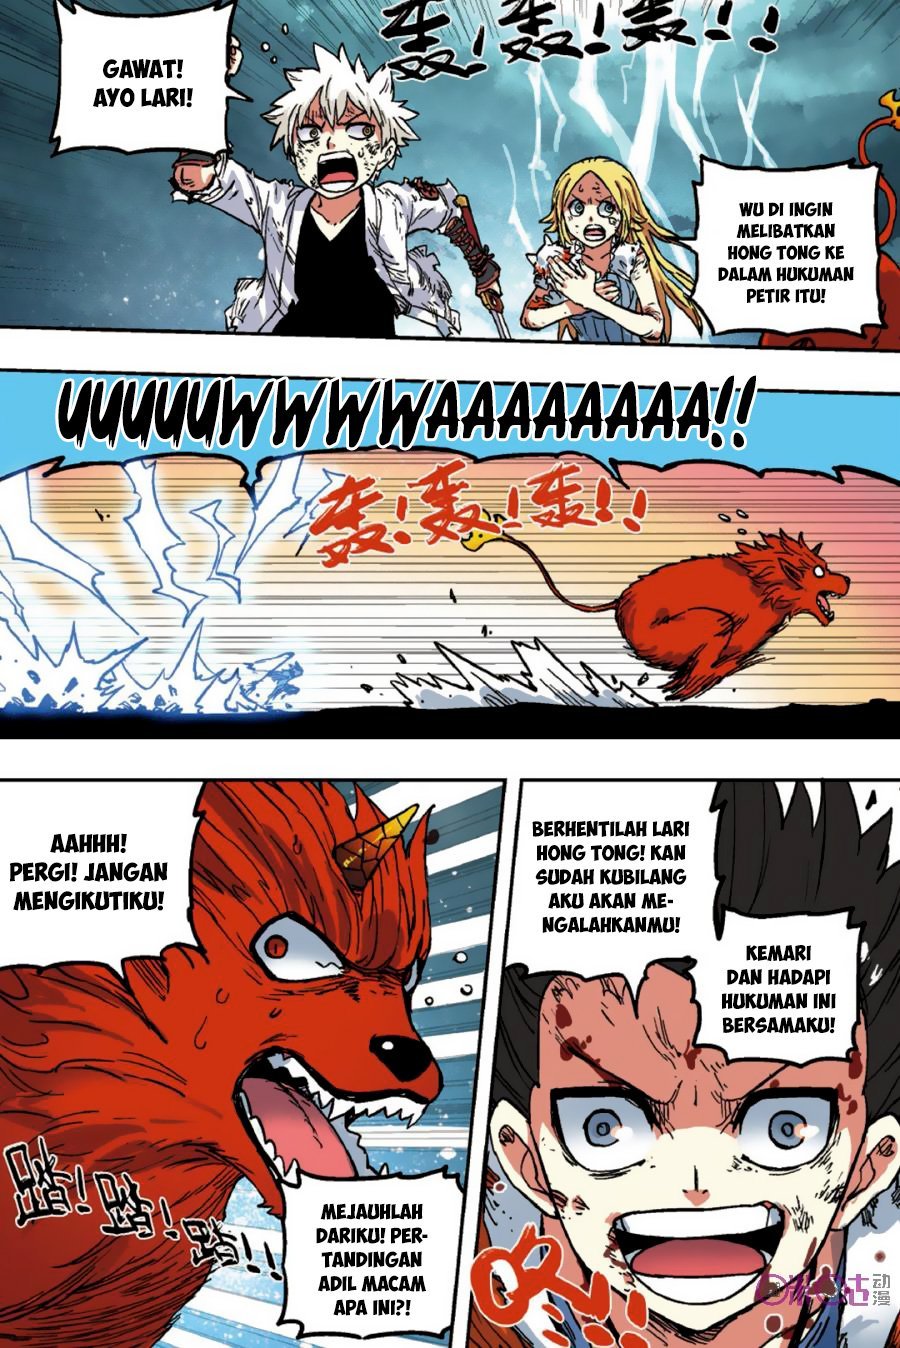 轰!轰!轰!!!
GAWAT!
AYO LARI!
WU DI INGIN
MELIBATKAN
HONG TONG KE
DALAM HUKUMAN
PETIR ITU!
UUUUUWWWWAAAAAAAA!!
轰!轰!轰!!!
AAHHH!
PERGI! JANGAN
MENGIKUTIKU!
BERHENTILAH LARI
HONG TONG! KAN
SUDAH KUBILANG
AKU AKAN ME-
NGALAHKANMU!
KEMARI
DAN HADAPI
HUKUMAN INI
BERSAMAKU!
踏!踏!踏!!
MEJAUHLAH
DARIKU! PER-
TANDINGAN
ADIL MACAM
APA INI?!
动漫